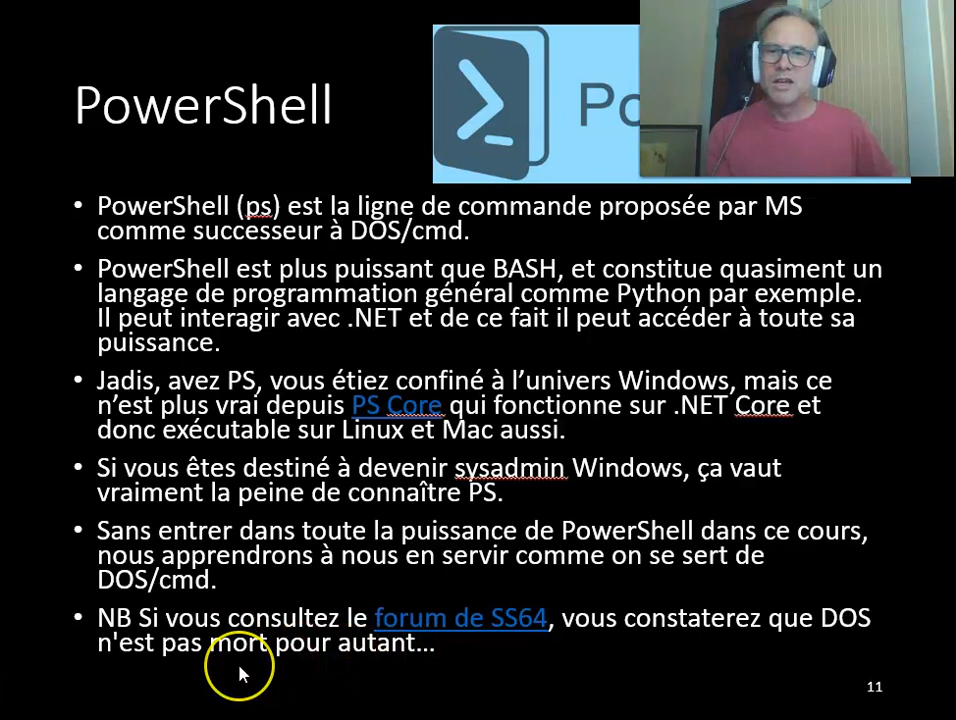 PowerShell
Po
• PowerShell (ps) est la ligne de commande proposée par MS
comme successeur à DOS/cmd.
• PowerShell est plus puissant que BASH, et constitue quasiment un
langage de programmation général comme Python par exemple.
Il peut interagir avec .NET et de ce fait il peut accéder à toute sa
puissance.
• Jadis, avez PS, vous étiez confiné à l’univers Windows, mais ce
n’est plus vrai depuis PS Core qui fonctionne sur .NET Core et
donc exécutable sur Linux et Mac aussi.
• Si vous êtes destiné à devenir sysadmin Windows, ça vaut
vraiment la peine de connaître PS.
• Sans entrer dans toute la puissance de PowerShell dans ce cours,
nous apprendrons à nous en servir comme on se sert de
DOS/cmd.
• NB Si vous consultez le forum de SS64, vous constaterez que DOS
n'est pas mort pour autant…
11